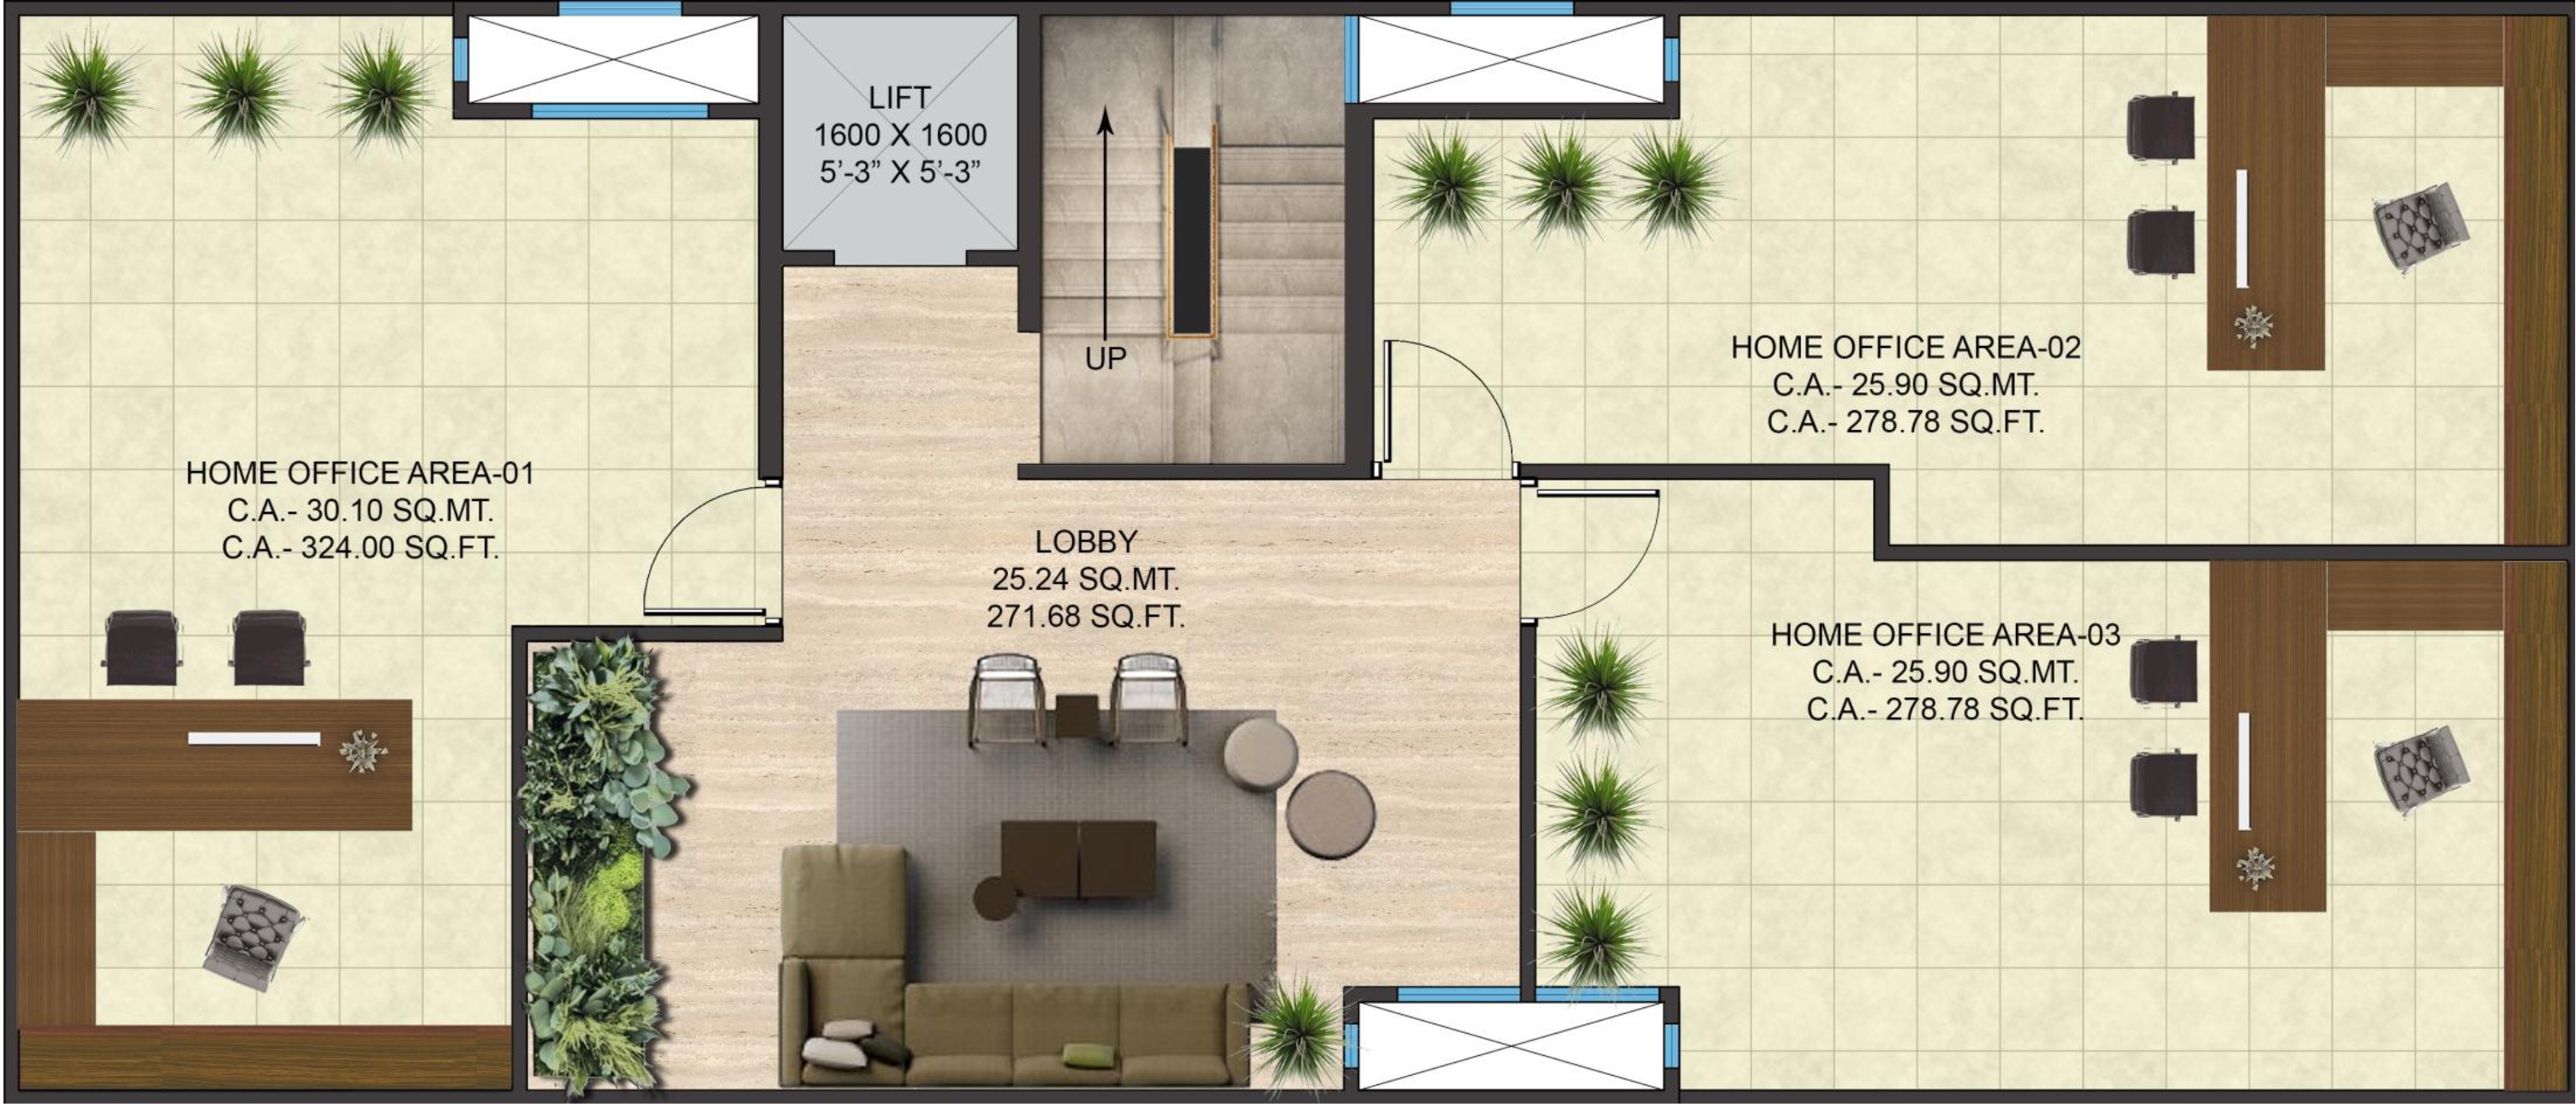 LIFT
1600 X 1600
5'-3” X 5'-3”
UP
HOME OFFICE AREA-01
C.A.- 30.10 SQ.MT.
C.A.- 324.00 SQ.FT.
LOBBY
25.24 SQ.MT.
271.68 SQ.FT.
HOME OFFICE AREA-02
C.A.- 25.90 SQ.MT.
C.A.- 278.78 SQ.FT.
HOME OFFICE AREA-03
C.A.- 25.90 SQ.MT.
C.A.- 278.78 SQ.FT.